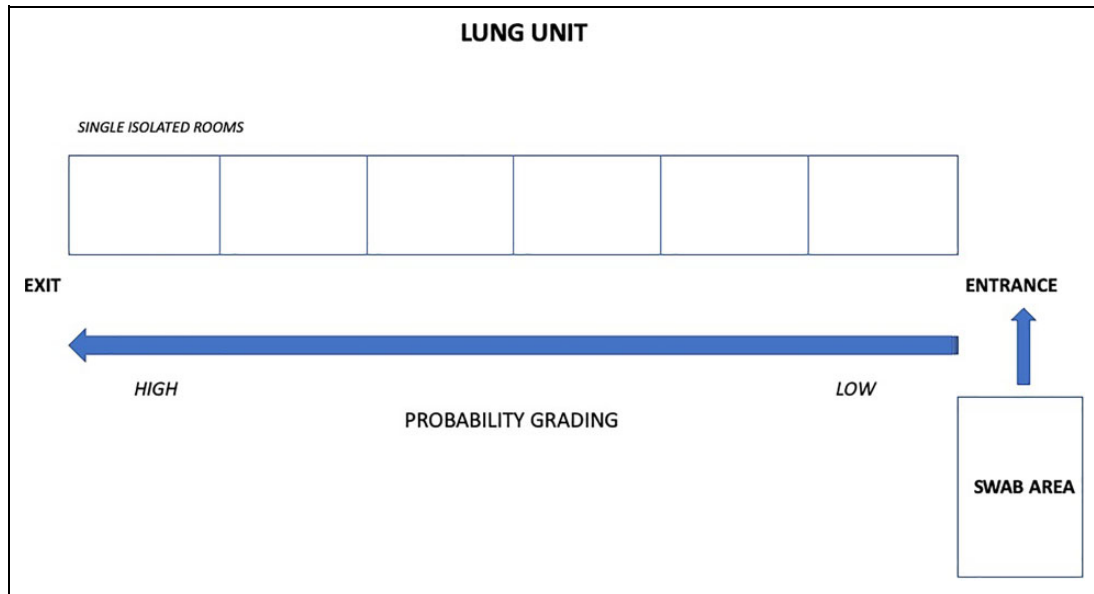 LUNG UNIT
SINGLE ISOLATED ROOMS
EXIT
ENTRANCE
HIGH
LOW
PROBABILITY GRADING
SWAB AREA